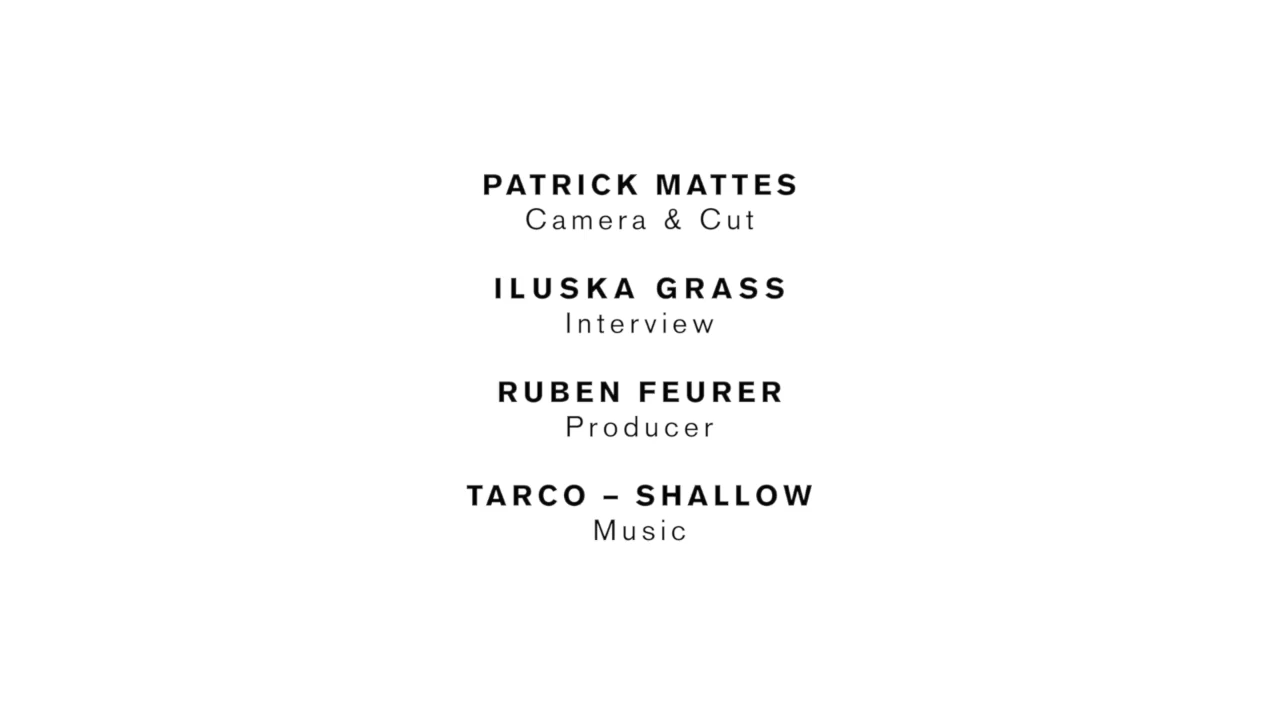 PATRICK MATTES
Camera & Cut
ILUSKA GRASS
Interview
RUBEN FEURER
Producer
TARCO – SHALLOW
Music